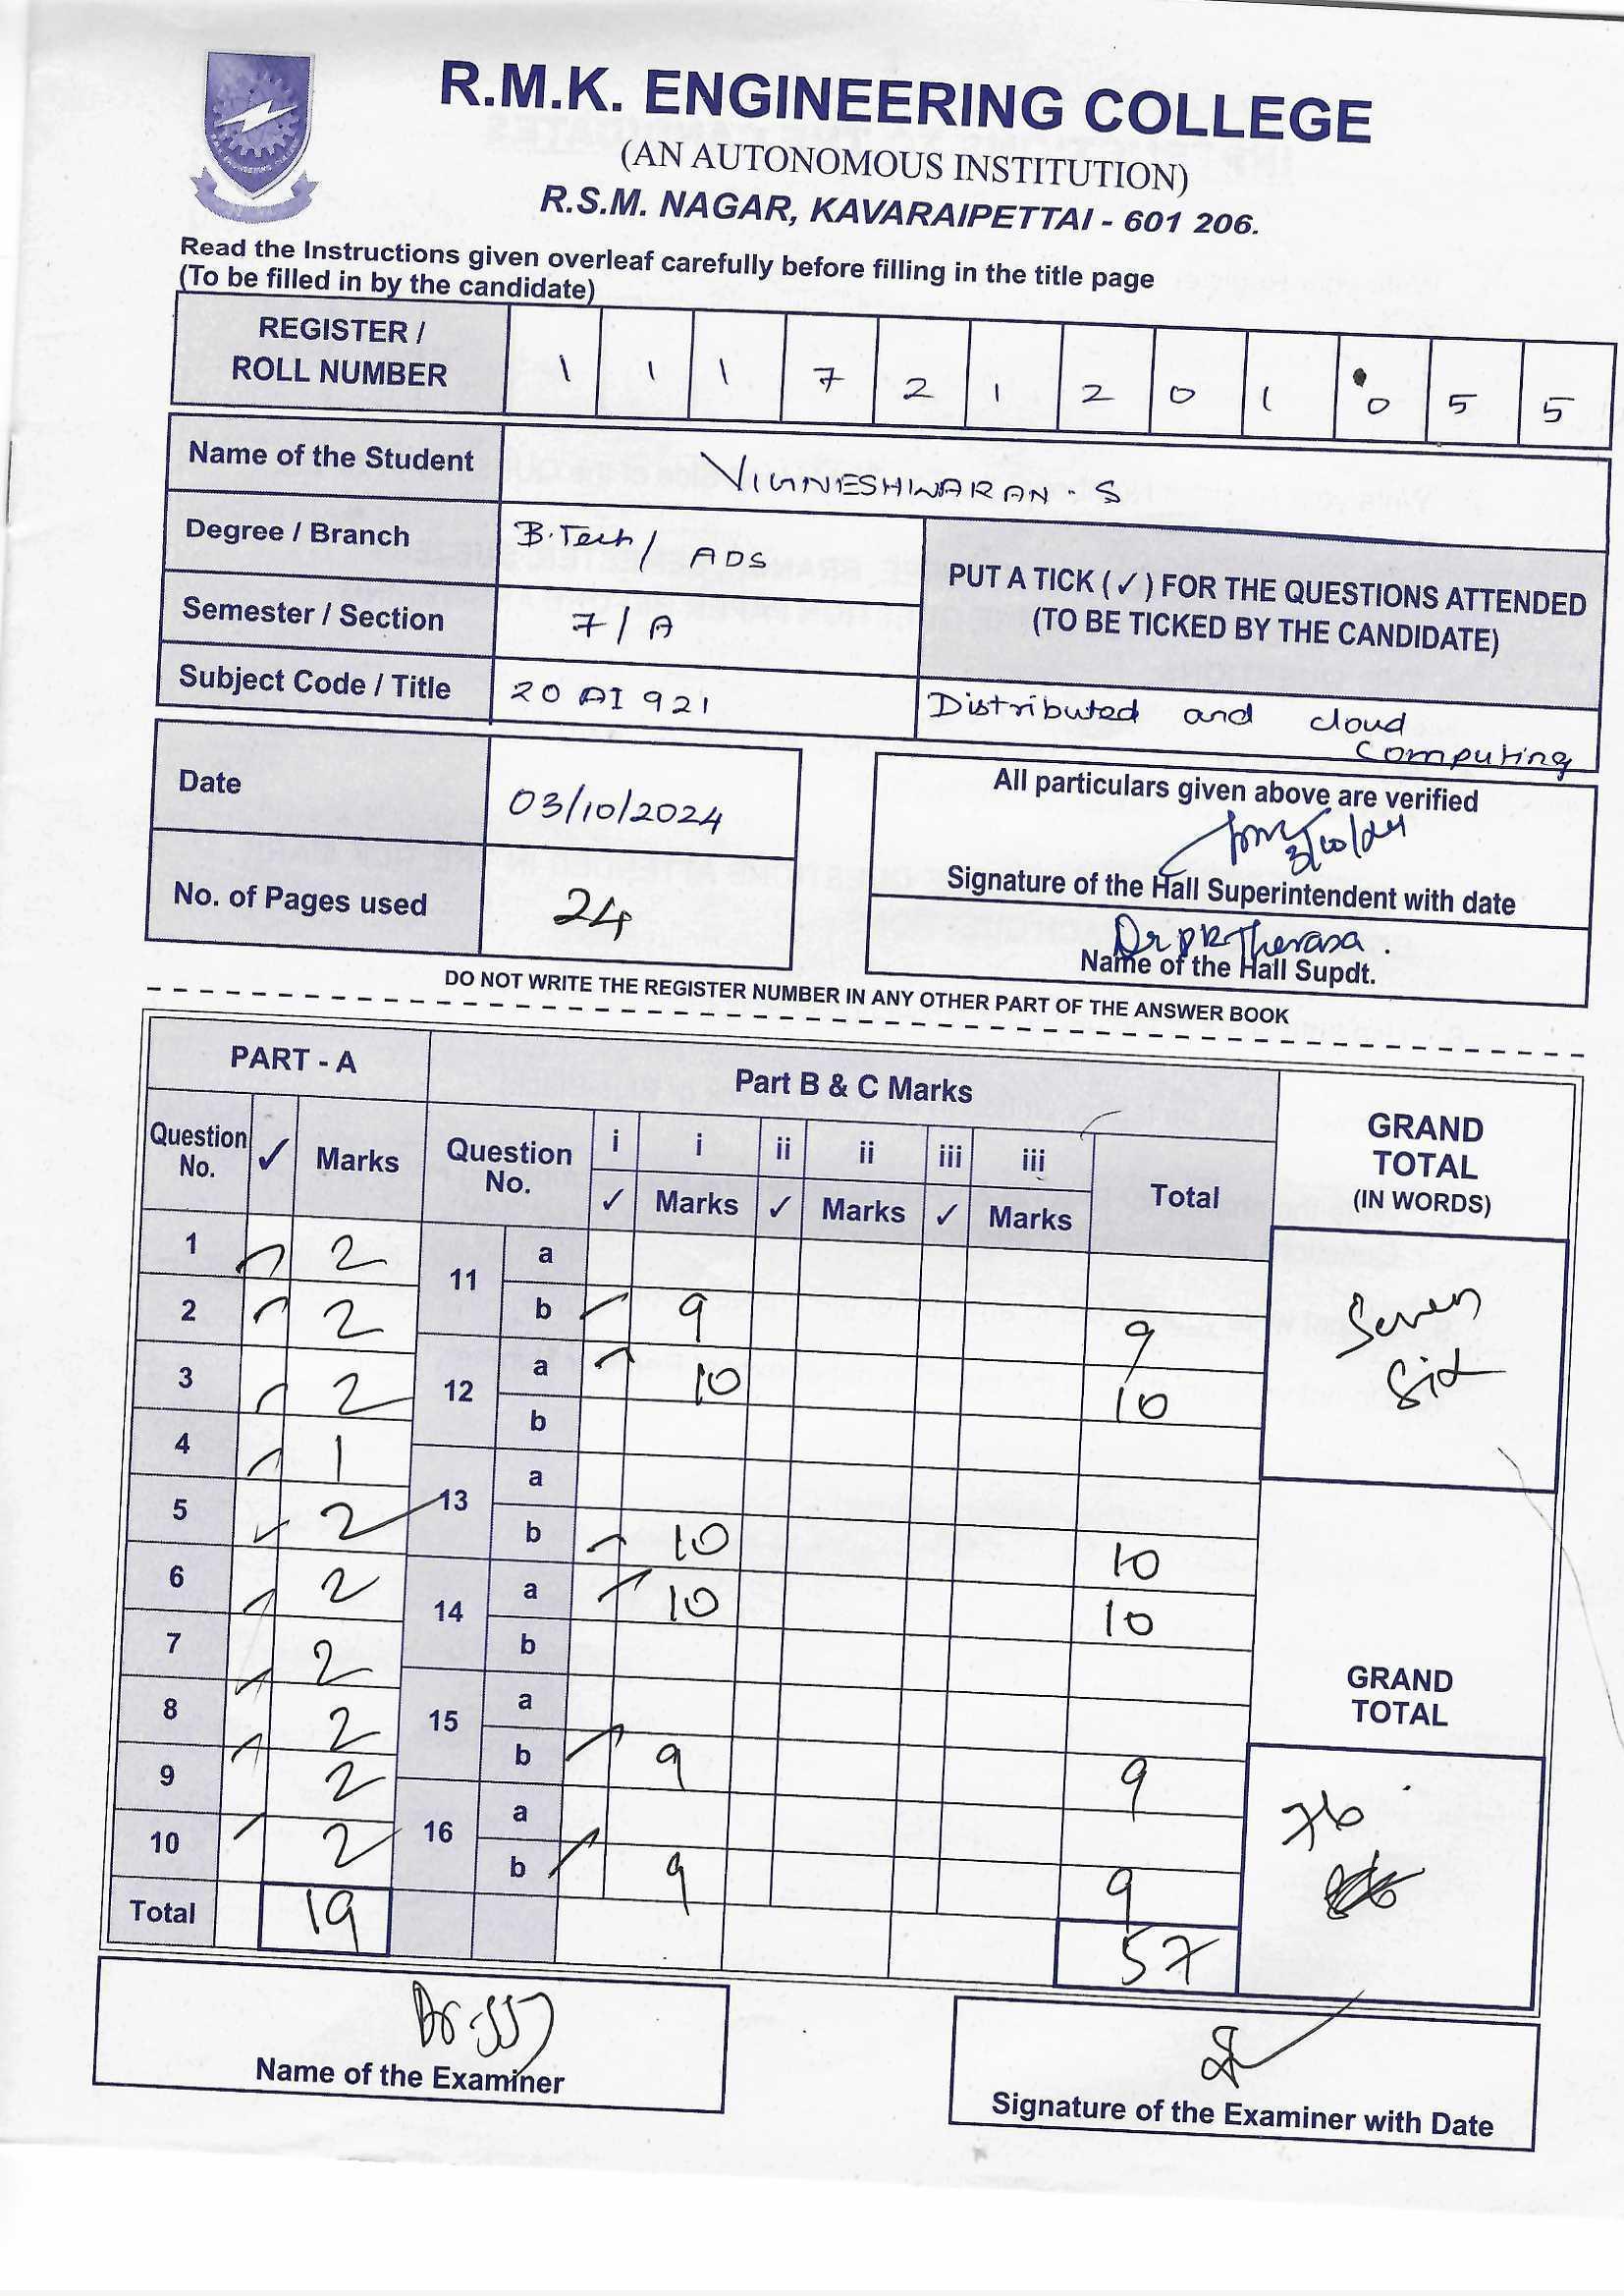 R.M.K. ENGINEERING COLLEGE
(AN AUTONOMOUS INSTITUTION)
R.S.M. NAGAR, KAVARAIPETTAI - 601 206.
Read the Instructions given overleaf carefully before filling in the title page
(To be filled in by the candidate)
REGISTER / ROLL NUMBER 1 1 1 7 2 1 2 0 1 0 5 5
Name of the Student VIGNESHWARAN . S
Degree / Branch B.Tech / ADS
PUT A TICK (✓) FOR THE QUESTIONS ATTENDED
(TO BE TICKED BY THE CANDIDATE)
Semester / Section 7 / A
Subject Code / Title 20 AI 921 Distributed and cloud
Computing
Date 03/10/2024
All particulars given above are verified
3/10/24
Signature of the Hall Superintendent with date
No. of Pages used 24
Dr PR Therasa .
Name of the Hall Supdt.
DO NOT WRITE THE REGISTER NUMBER IN ANY OTHER PART OF THE ANSWER BOOK
PART - A Part B & C Marks GRAND TOTAL (IN WORDS)
Question No. ✓ Marks Question No. i i ii ii iii iii Total
✓ Marks ✓ Marks ✓ Marks
1 2 11 a
2 2 b 9 9
Seven
Six
3 2 12 a 10 10
4 1 b
5 2 13 a
b 10 10
6 2 14 a 10 10
7 2 b
GRAND
TOTAL
8 2 15 a
9 2 b 9 9
76
10 2 16 a
b 9 9
Total 19 57
Name of the Examiner
Signature of the Examiner with Date